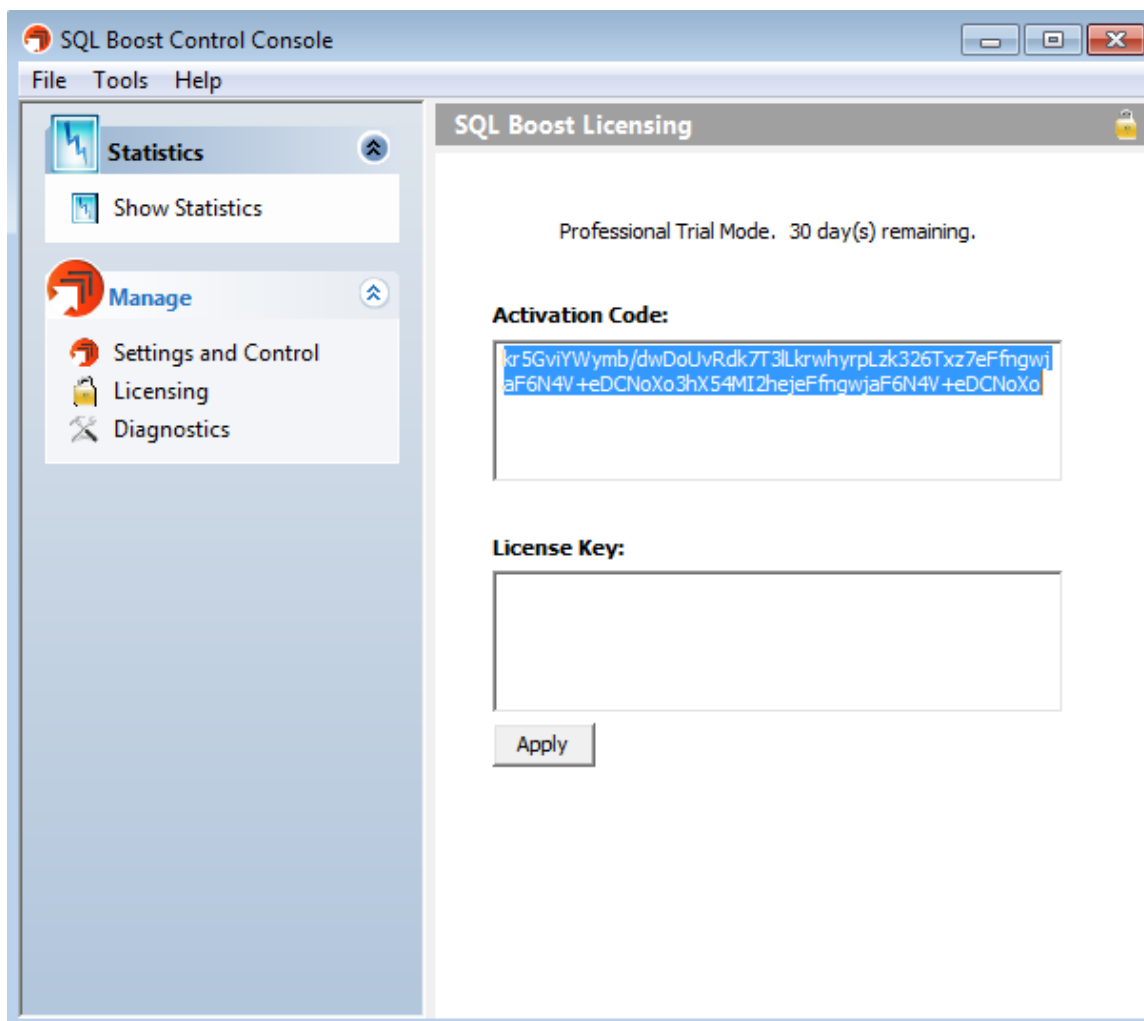 SQL Boost Control Console
File Tools Help
Statistics
Show Statistics
Manage
Settings and Control
Licensing
Diagnostics
SQL Boost Licensing
Professional Trial Mode. 30 day(s) remaining.
Activation Code:
kr5GviYWymb/dwDoUvRdk7T3lLkrwhyrpLzk326Txz7eFfngwj
aF6N4V+eDCNoXo3hX54MI2hejeFfngwjaF6N4V+eDCNoXo
License Key:
Apply